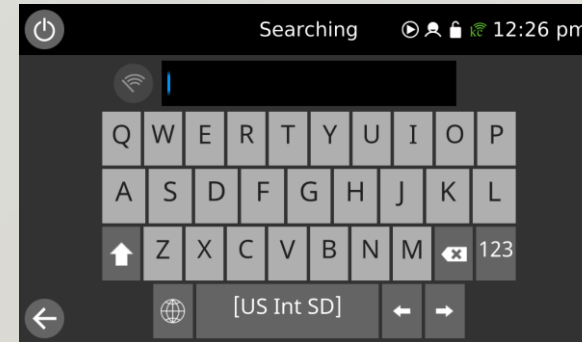 Searching 12:26 pm
Q W E R T Y U I O P
A S D F G H J K L
Z X C V B N M 123
[US Int SD]